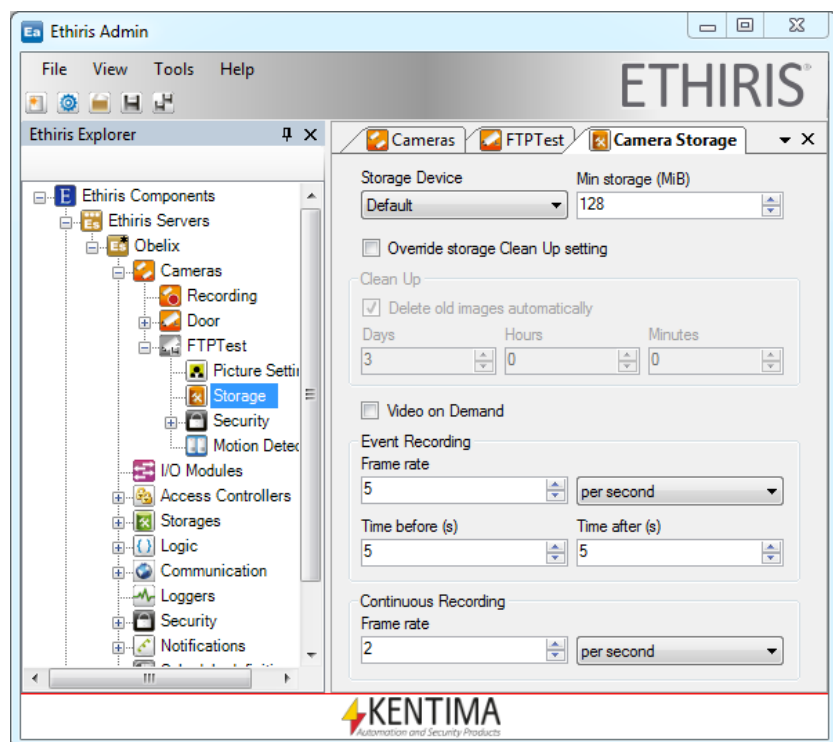 Ea Ethiris Admin
File View Tools Help
ETHIRIS®
Ethiris Explorer
Ethiris Components
Ethiris Servers
Obelix
Cameras
Recording
Door
FTPTest
Picture Settin
Storage
Security
Motion Detec
I/O Modules
Access Controllers
Storages
Logic
Communication
Loggers
Security
Notifications
Cameras FTPTest Camera Storage
Storage Device Min storage (MiB)
Default 128
Override storage Clean Up setting
Clean Up
Delete old images automatically
Days Hours Minutes
3 0 0
Video on Demand
Event Recording
Frame rate
5 per second
Time before (s) Time after (s)
5 5
Continuous Recording
Frame rate
2 per second
KENTIMA
Automation and Security Products